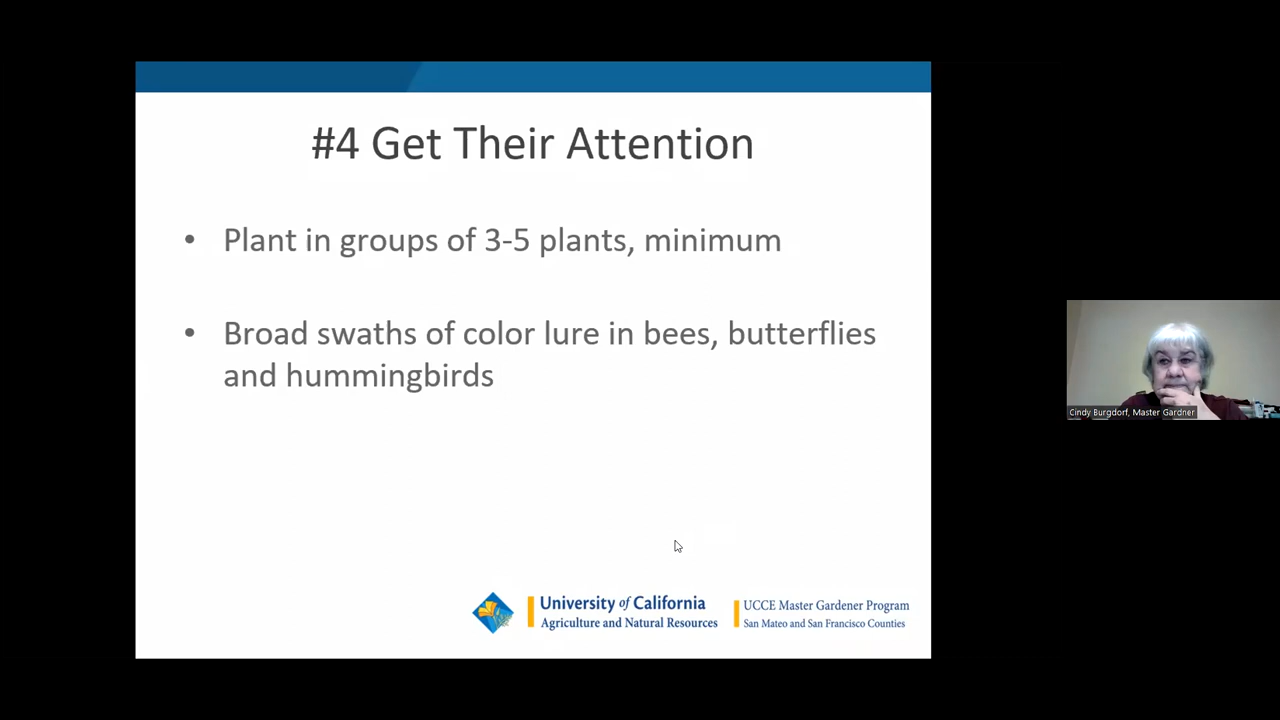 #4 Get Their Attention
• Plant in groups of 3-5 plants, minimum
• Broad swaths of color lure in bees, butterflies
and hummingbirds
Cindy Burgdorf, Master Gardner
University of California
Agriculture and Natural Resources
UCCE Master Gardener Program
San Mateo and San Francisco Counties